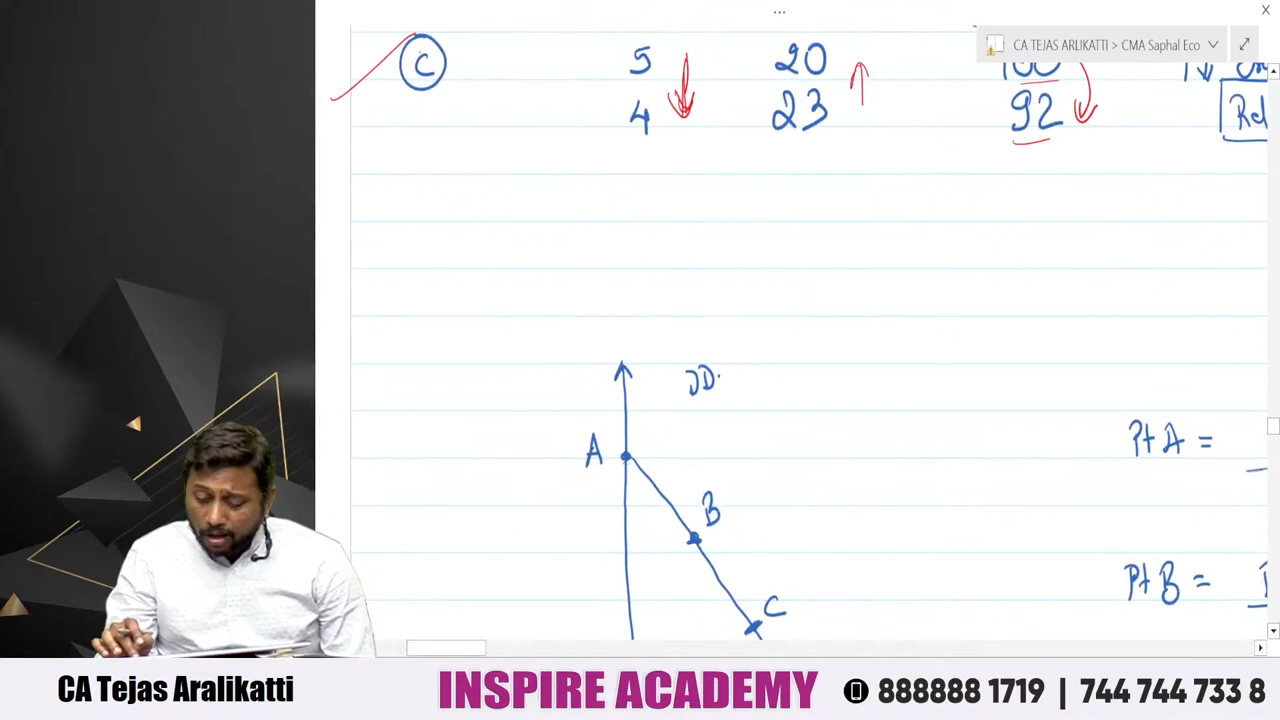 CA TEJAS ARLIKATTI > CMA Saphal Eco
C 5 20 100
4 23 92
A
B
C
Pt A =
Pt B =
CA Tejas Aralikatti INSPIRE ACADEMY 888888 1719 | 744 744 733 8